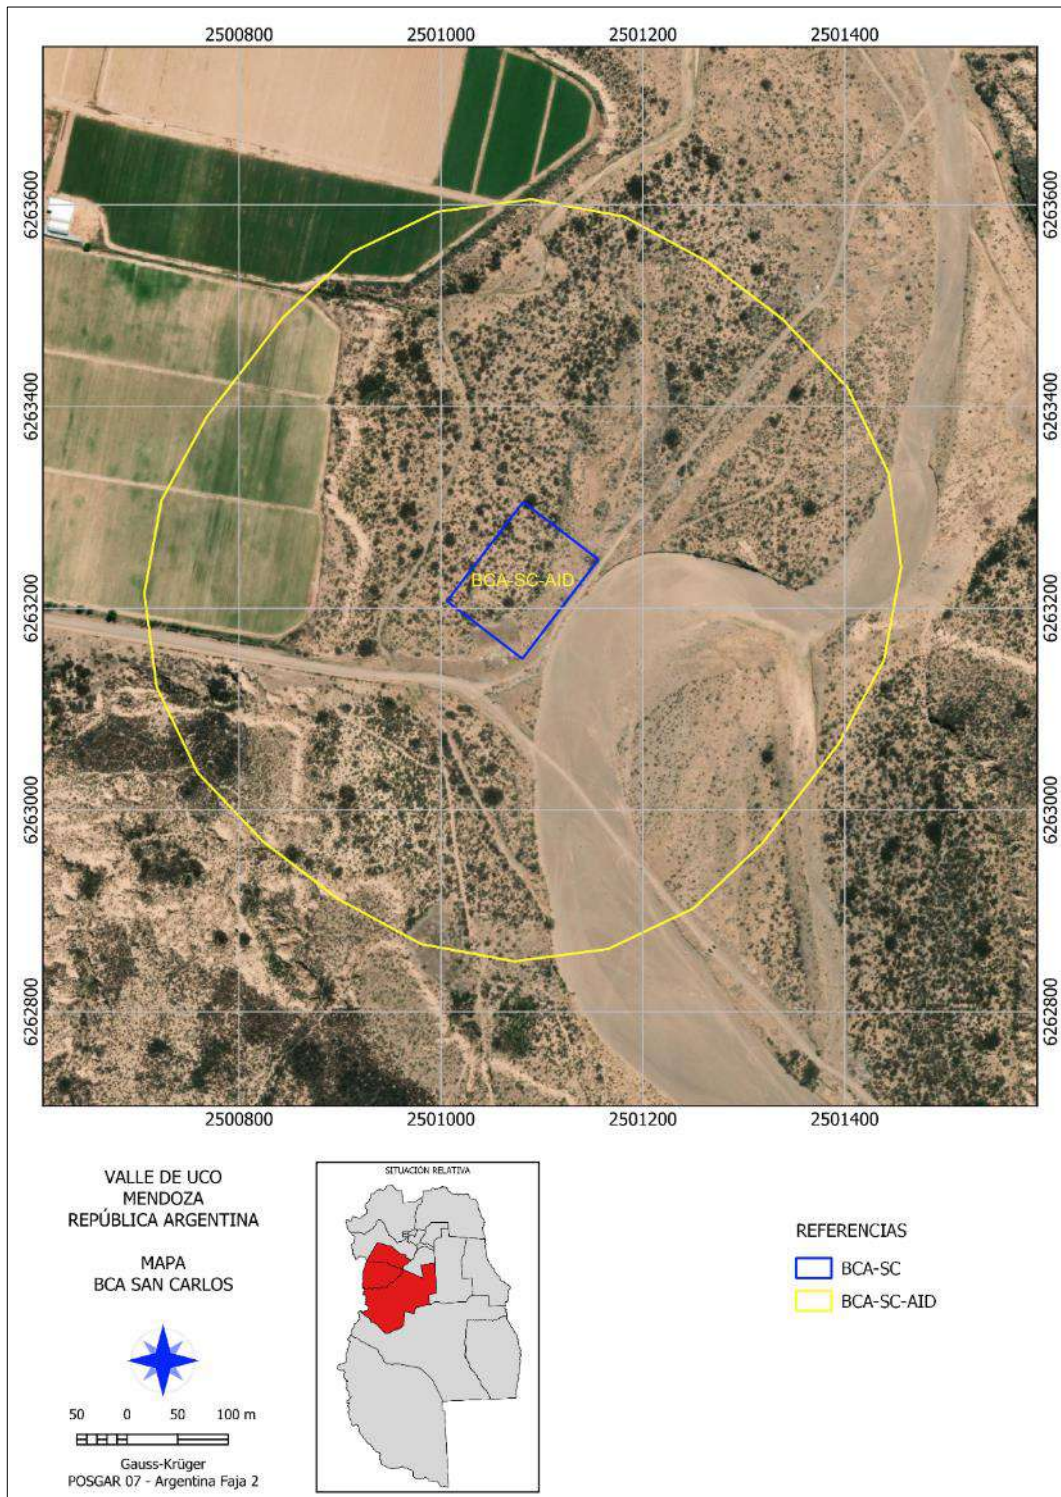 2500800 2501000 2501200 2501400
6263600 6263600
6263400 6263400
BCA-SC-AID
6263200 6263200
6263000 6263000
6262800 6262800
2500800 2501000 2501200 2501400
VALLE DE UCO
MENDOZA
REPÚBLICA ARGENTINA
MAPA
BCA SAN CARLOS
50 0 50 100 m
Gauss-Krüger
POSGAR 07 - Argentina Faja 2
SITUACIÓN RELATIVA
REFERENCIAS
BCA-SC
BCA-SC-AID